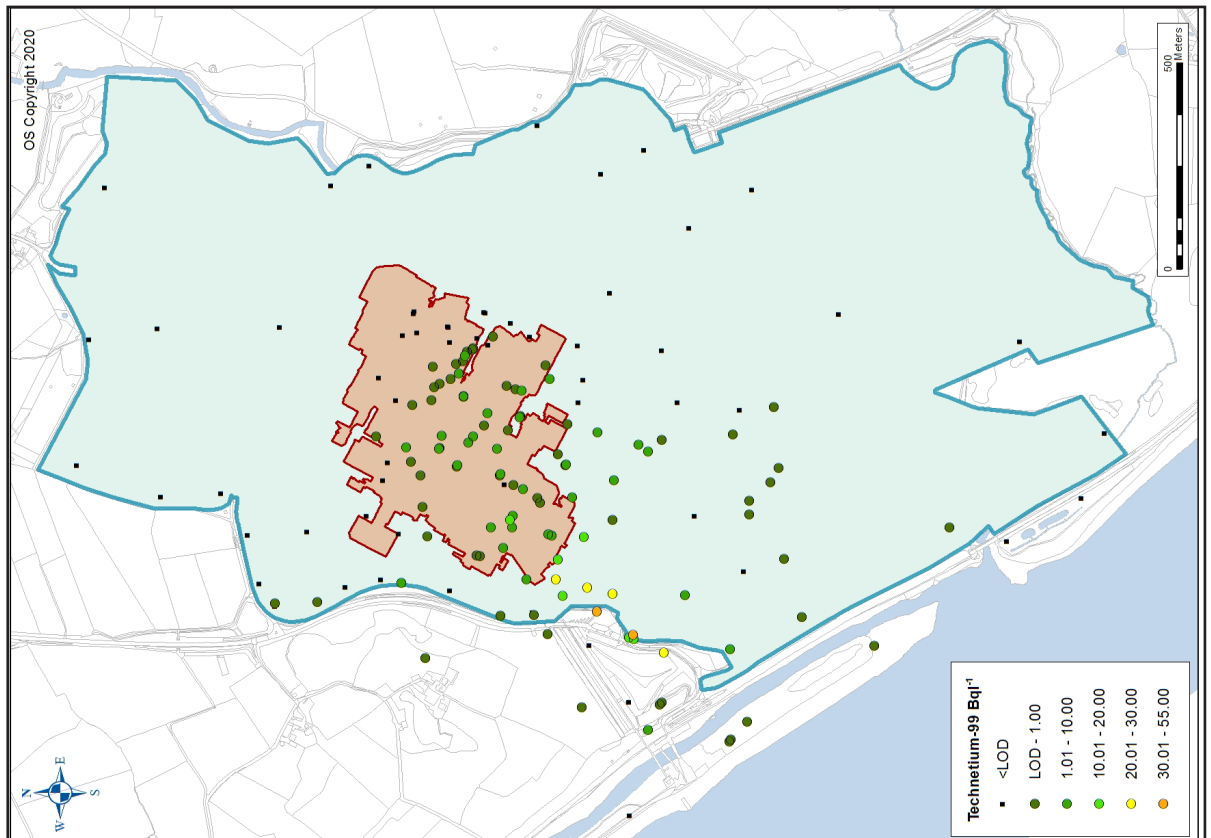 OS Copyright 2020
N
E
S
W
0
500
Meters
Technetium-99 Bql⁻¹
<LOD
LOD - 1.00
1.01 - 10.00
10.01 - 20.00
20.01 - 30.00
30.01 - 55.00